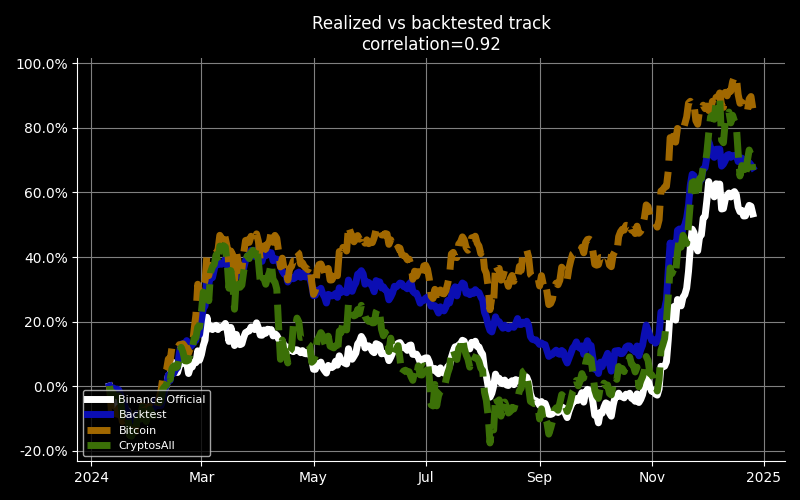 Realized vs backtested track
correlation=0.92
100.0%
80.0%
60.0%
40.0%
20.0%
0.0%
-20.0%
Binance Official
Backtest
Bitcoin
CryptosAll
2024 Mar May Jul Sep Nov 2025